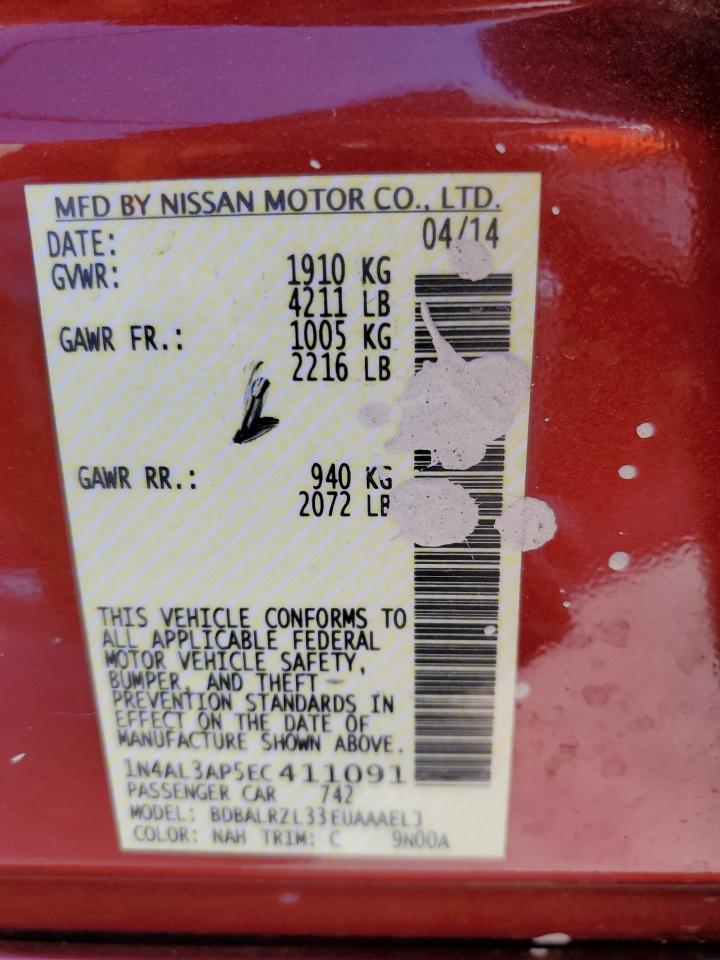 MFD BY NISSAN MOTOR CO., LTD.
DATE: 04/14
GVWR: 1910 KG
4211 LB
GAWR FR.: 1005 KG
2216 LB
GAWR RR.: 940 KG
2072 LB
THIS VEHICLE CONFORMS TO
ALL APPLICABLE FEDERAL
MOTOR VEHICLE SAFETY,
BUMPER, AND THEFT
PREVENTION STANDARDS IN
EFFECT ON THE DATE OF
MANUFACTURE SHOWN ABOVE.
1N4AL3AP5EC411091
PASSENGER CAR 742
MODEL: BDBALRZL33EUAAAELJ
COLOR: NAH TRIM: C 9N00A